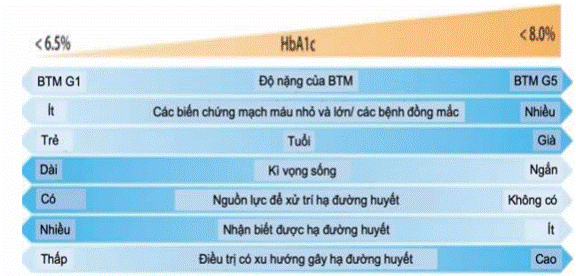 < 6.5% HbA1c < 8.0%
BTM G1 Độ nặng của BTM BTM G5
Ít Các biến chứng mạch máu nhỏ và lớn/ các bệnh đồng mắc Nhiều
Trẻ Tuổi Già
Dài Kì vọng sống Ngắn
Có Nguồn lực để xử trí hạ đường huyết Không có
Nhiều Nhận biết được hạ đường huyết Ít
Thấp Điều trị có xu hướng gây hạ đường huyết Cao